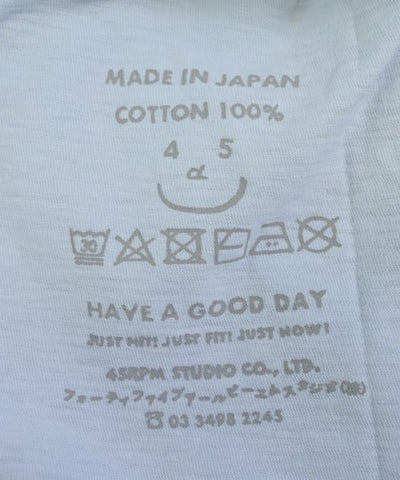 MADE IN JAPAN
COTTON 100%
4 5
R
30
HAVE A GOOD DAY
JUST HIT! JUST FIT! JUST NOW!
45RPM STUDIO CO., LTD.
フォーティファイブアールピーエムスタジオ(株)
☎03 3498 2245